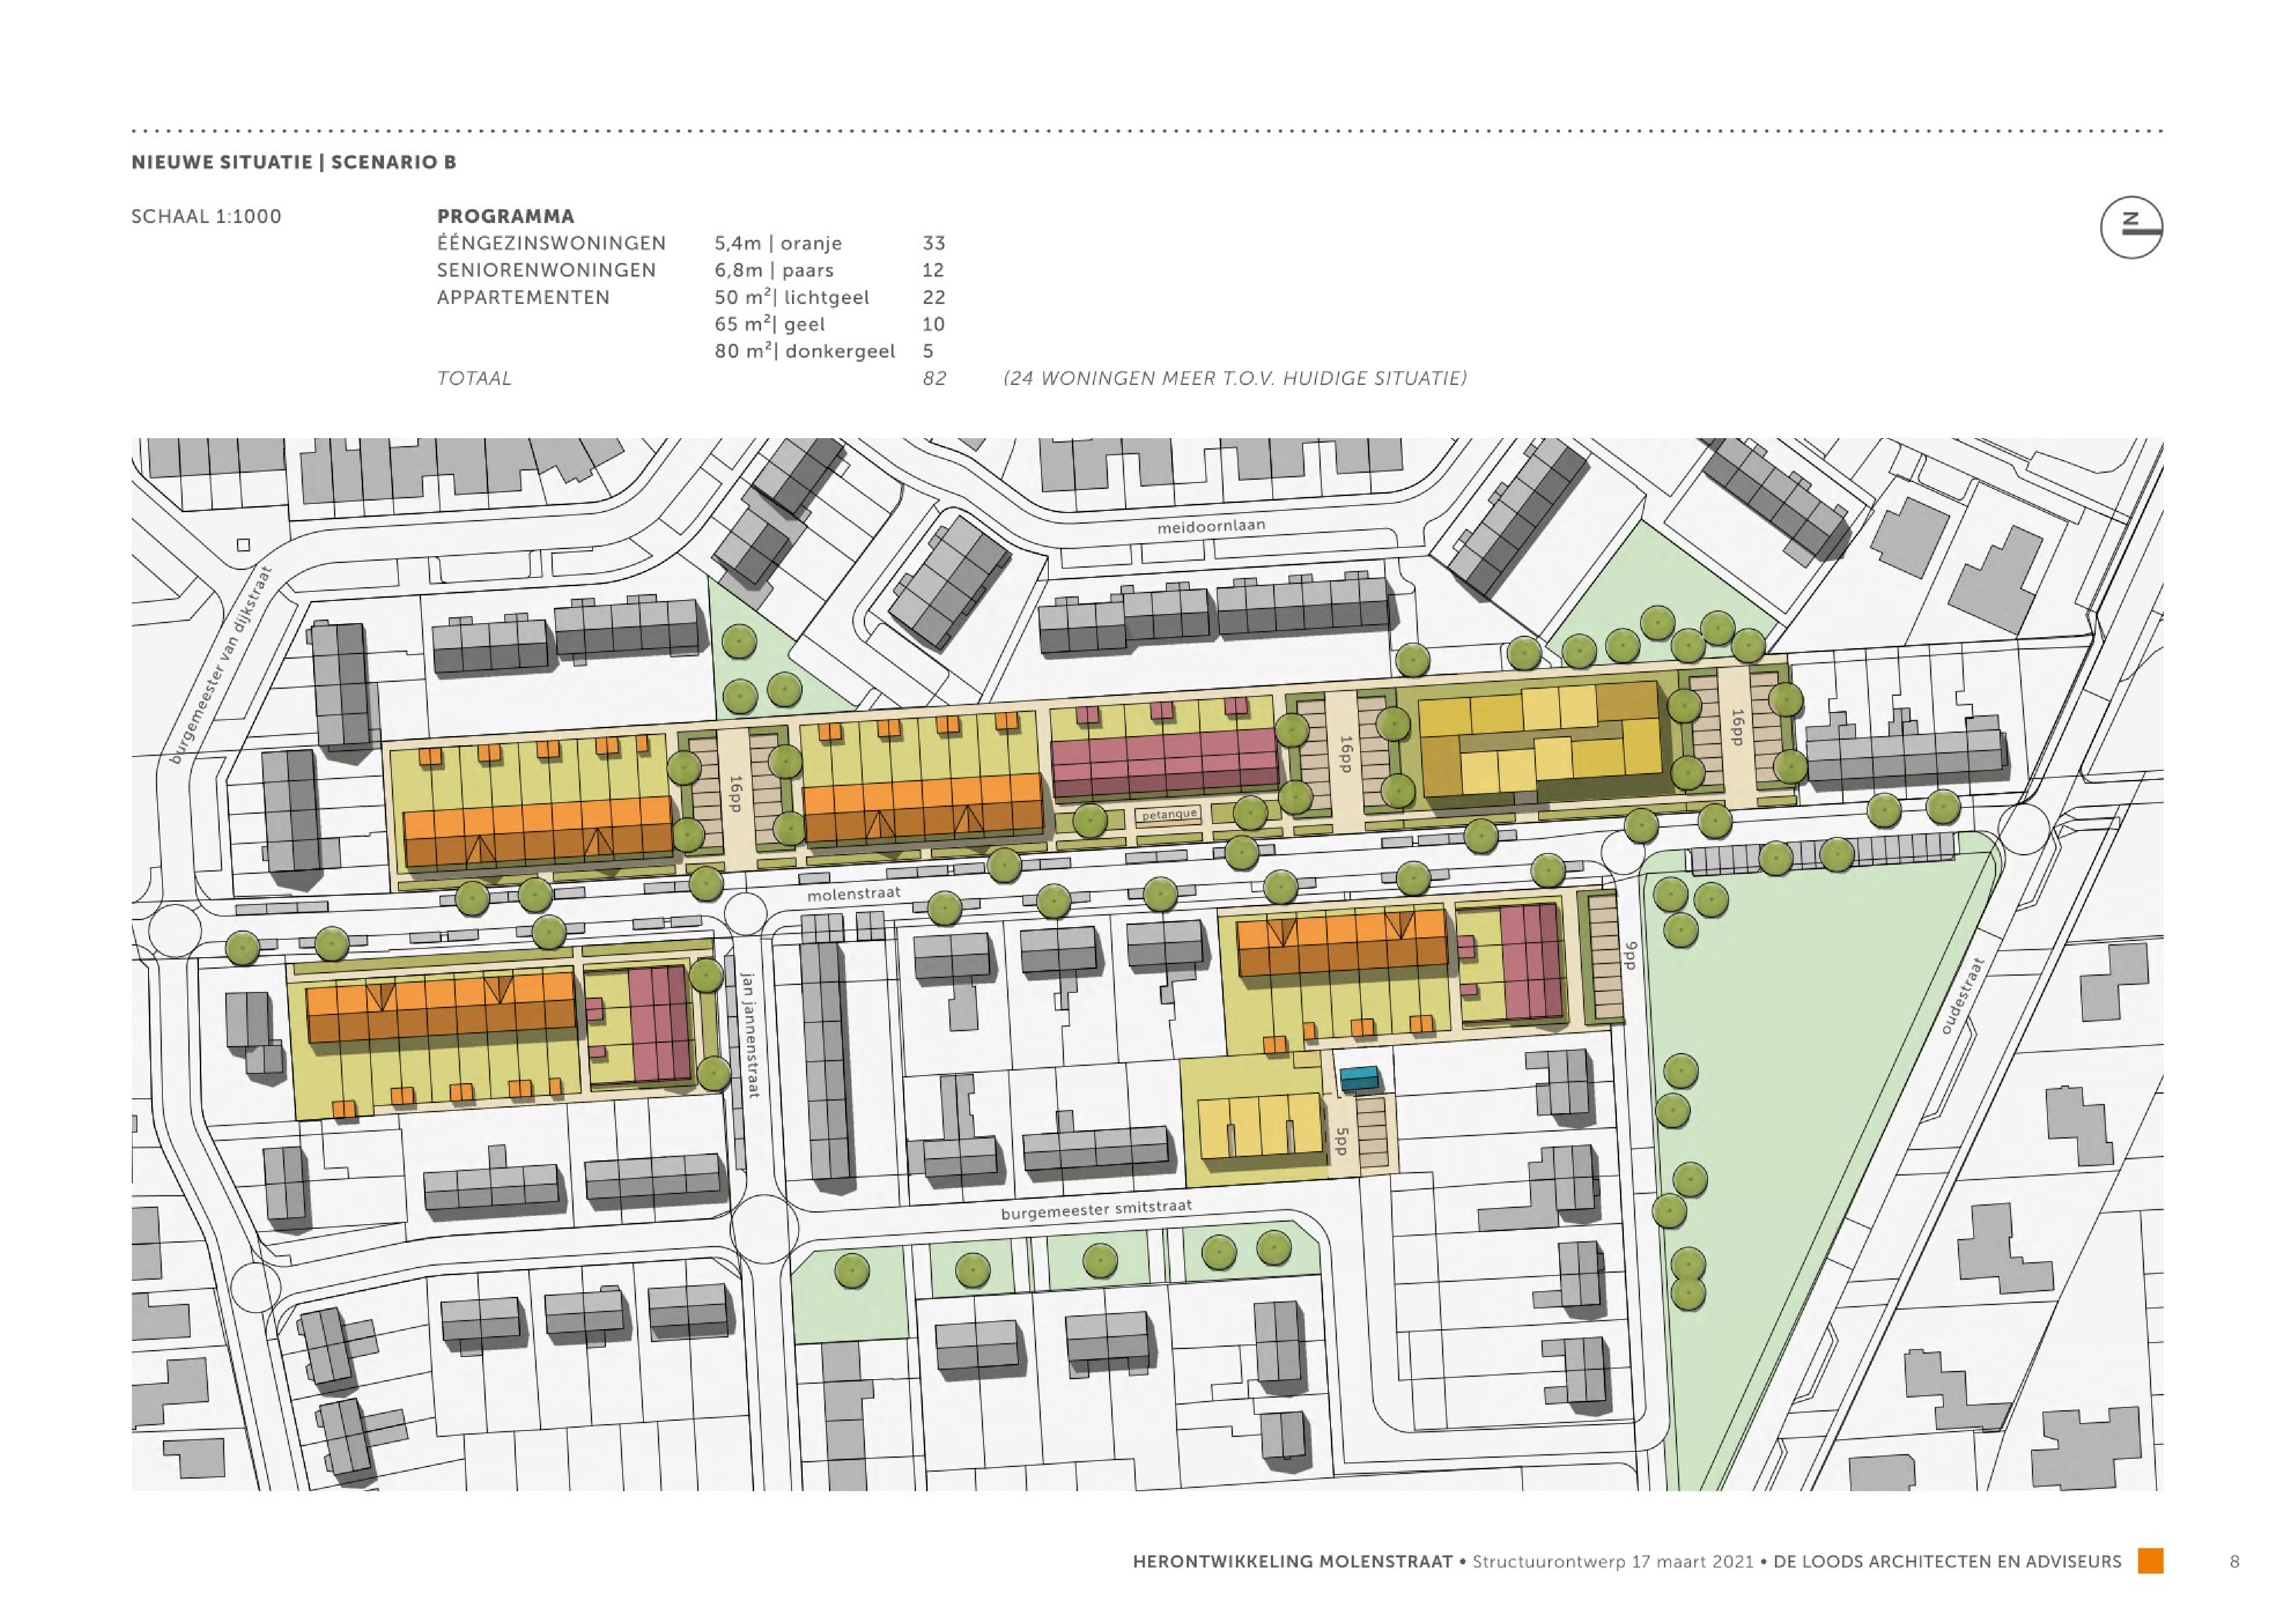 NIEUWE SITUATIE | SCENARIO B
SCHAAL 1:1000
PROGRAMMA
ÉÉNGEZINSWONINGEN 5,4m | oranje 33
SENIORENWONINGEN 6,8m | paars 12
APPARTEMENTEN 50 m²| lichtgeel 22
65 m²| geel 10
80 m²| donkergeel 5
TOTAAL 82 (24 WONINGEN MEER T.O.V. HUIDIGE SITUATIE)
N
meidoornlaan
burgemeester van dijkstraat
16pp
16pp
16pp
petanque
molenstraat
9pp
jan jannenstraat
oudestraat
5pp
burgemeester smitstraat
HERONTWIKKELING MOLENSTRAAT • Structuurontwerp 17 maart 2021 • DE LOODS ARCHITECTEN EN ADVISEURS 8